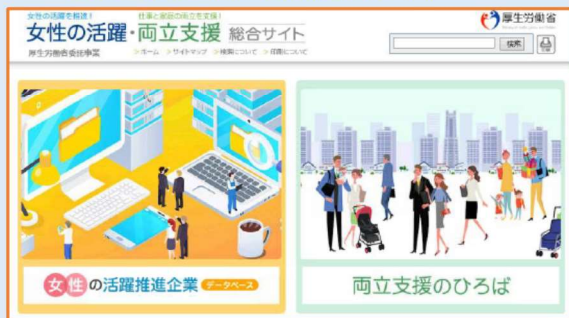 女性の活躍を推進!
仕事と家庭の両立を支援!
女性の活躍・両立支援 総合サイト
厚生労働省委託事業
>ホーム >サイトマップ >検索について >印刷について
厚生労働省
検索
女性の活躍推進企業 データベース
両立支援のひろば